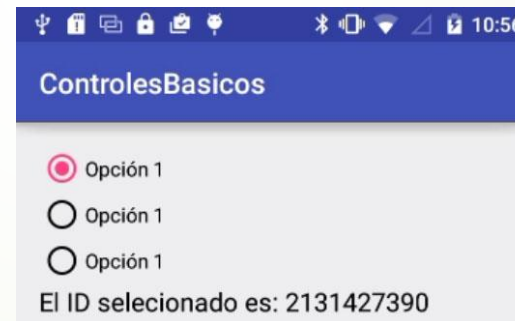 10:56
ControlesBasicos
Opción 1
Opción 1
Opción 1
El ID selecionado es: 2131427390